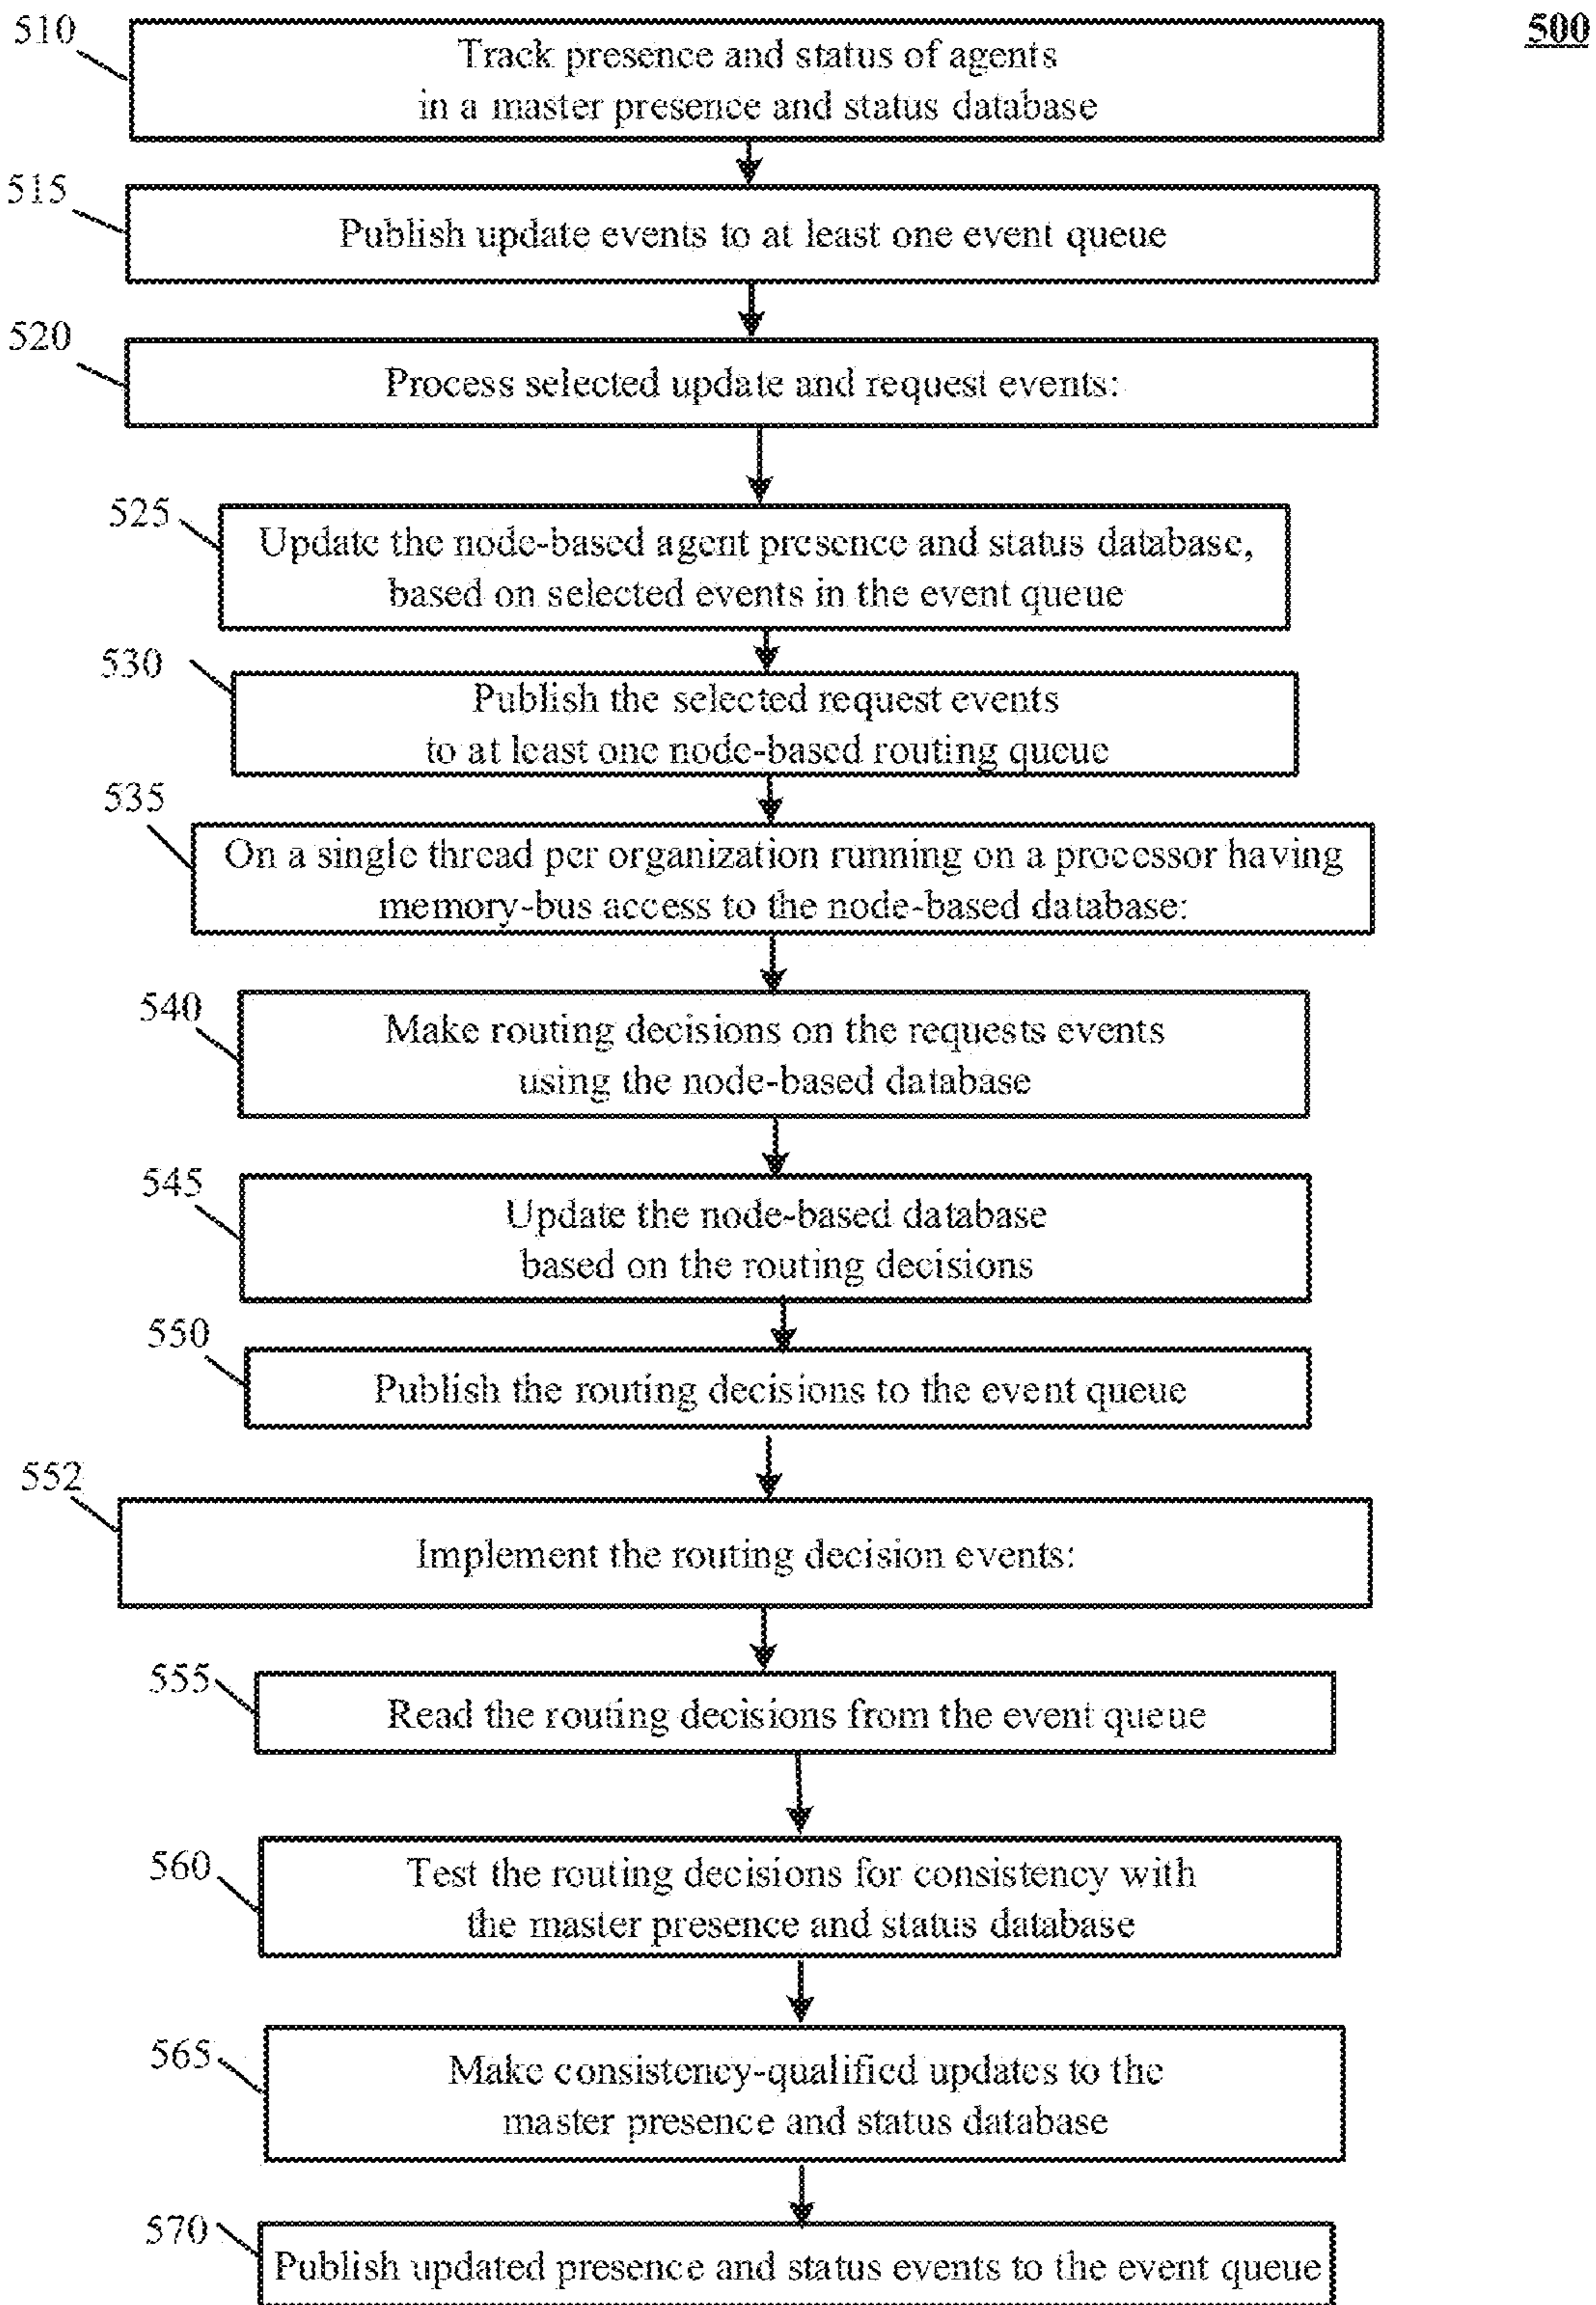 500
510
Track presence and status of agents
in a master presence and status database
515
Publish update events to at least one event queue
520
Process selected update and request events:
525
Update the node-based agent presence and status database,
based on selected events in the event queue
530
Publish the selected request events
to at least one node-based routing queue
535
On a single thread per organization running on a processor having
memory-bus access to the node-based database:
540
Make routing decisions on the requests events
using the node-based database
545
Update the node-based database
based on the routing decisions
550
Publish the routing decisions to the event queue
552
Implement the routing decision events:
555
Read the routing decisions from the event queue
560
Test the routing decisions for consistency with
the master presence and status database
565
Make consistency-qualified updates to the
master presence and status database
570
Publish updated presence and status events to the event queue